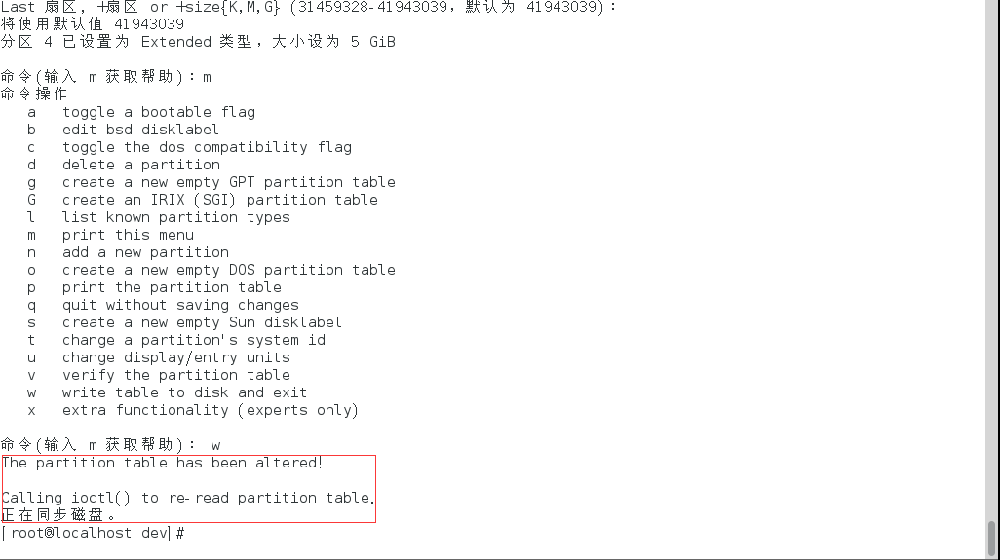 Last 扇区, +扇区 or +size{K,M,G} (31459328-41943039，默认为 41943039)：
将使用默认值 41943039
分区 4 已设置为 Extended 类型，大小设为 5 GiB
命令(输入 m 获取帮助)：m
命令操作
a toggle a bootable flag
b edit bsd disklabel
c toggle the dos compatibility flag
d delete a partition
g create a new empty GPT partition table
G create an IRIX (SGI) partition table
l list known partition types
m print this menu
n add a new partition
o create a new empty DOS partition table
p print the partition table
q quit without saving changes
s create a new empty Sun disklabel
t change a partition's system id
u change display/entry units
v verify the partition table
w write table to disk and exit
x extra functionality (experts only)
命令(输入 m 获取帮助)： w
The partition table has been altered!
Calling ioctl() to re-read partition table.
正在同步磁盘。
[root@localhost dev]#